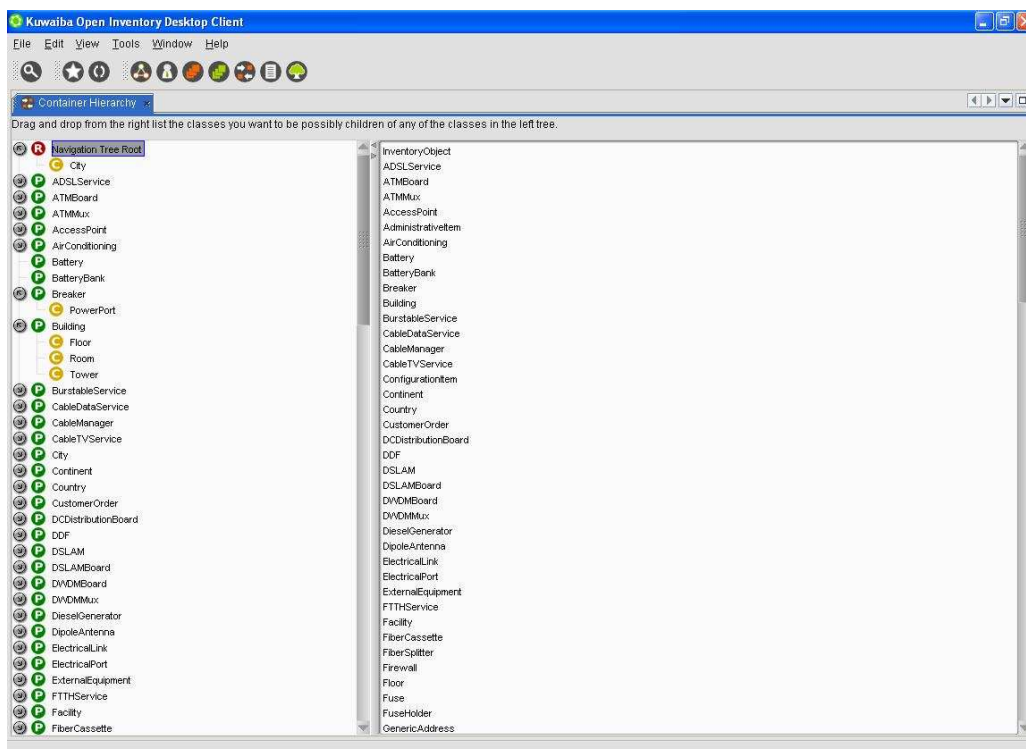 Kuwaiba Open Inventory Desktop Client
File Edit View Tools Window Help
Container Hierarchy
Drag and drop from the right list the classes you want to be possibly children of any of the classes in the left tree.
R Navigation Tree Root
C City
P ADSLService
P ATMBoard
P ATMMux
P AccessPoint
P AirConditioning
P Battery
P BatteryBank
P Breaker
C PowerPort
P Building
C Floor
C Room
C Tower
P BurstableService
P CableDataService
P CableManager
P CableTVService
P City
P Continent
P Country
P CustomerOrder
P DCDistributionBoard
P DDF
P DSLAM
P DSLAMBoard
P DWDMBoard
P DWDMMux
P DieselGenerator
P DipoleAntenna
P ElectricalLink
P ElectricalPort
P ExternalEquipment
P FTTHService
P Facility
P FiberCassette
InventoryObject
ADSLService
ATMBoard
ATMMux
AccessPoint
AdministrativeItem
AirConditioning
Battery
BatteryBank
Breaker
Building
BurstableService
CableDataService
CableManager
CableTVService
ConfigurationItem
Continent
Country
CustomerOrder
DCDistributionBoard
DDF
DSLAM
DSLAMBoard
DWDMBoard
DWDMMux
DieselGenerator
DipoleAntenna
ElectricalLink
ElectricalPort
ExternalEquipment
FTTHService
Facility
FiberCassette
FiberSplitter
Firewall
Floor
Fuse
FuseHolder
GenericAddress